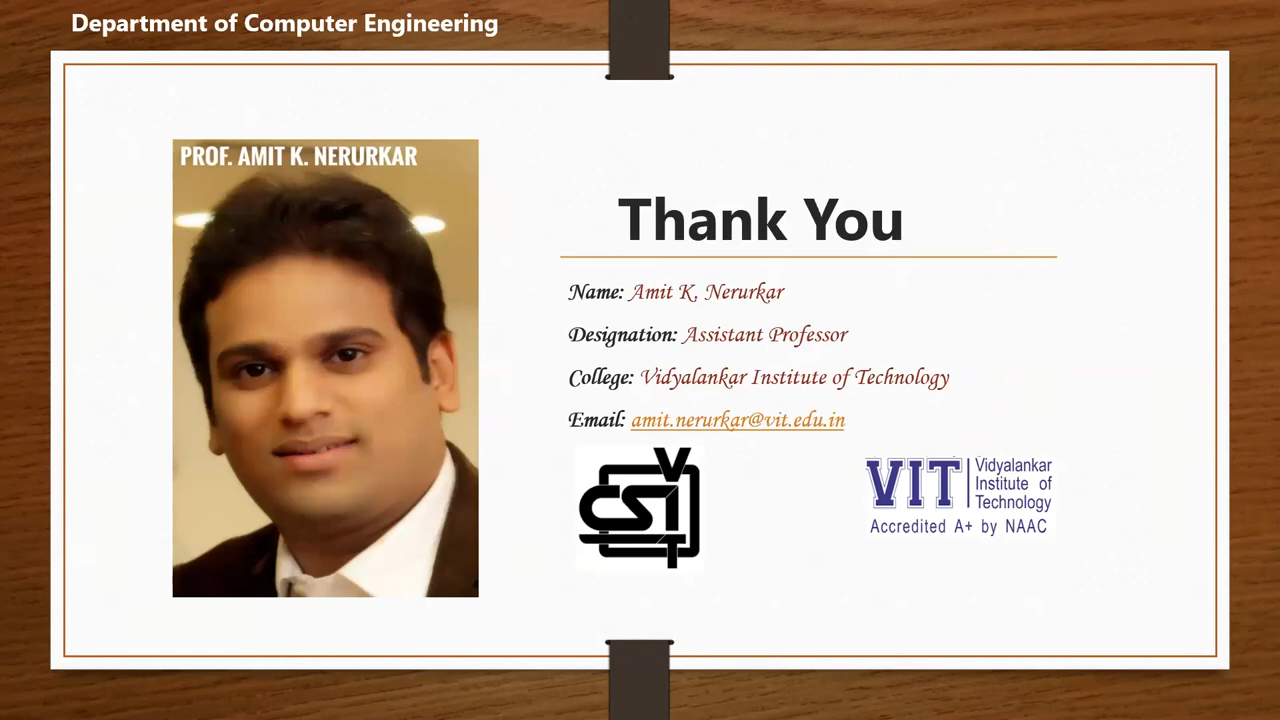 Department of Computer Engineering
PROF. AMIT K. NERURKAR
Thank You
Name: Amit K. Nerurkar
Designation: Assistant Professor
College: Vidyalankar Institute of Technology
Email: amit.nerurkar@vit.edu.in
VCSIT
VIT
Vidyalankar
Institute of
Technology
Accredited A+ by NAAC